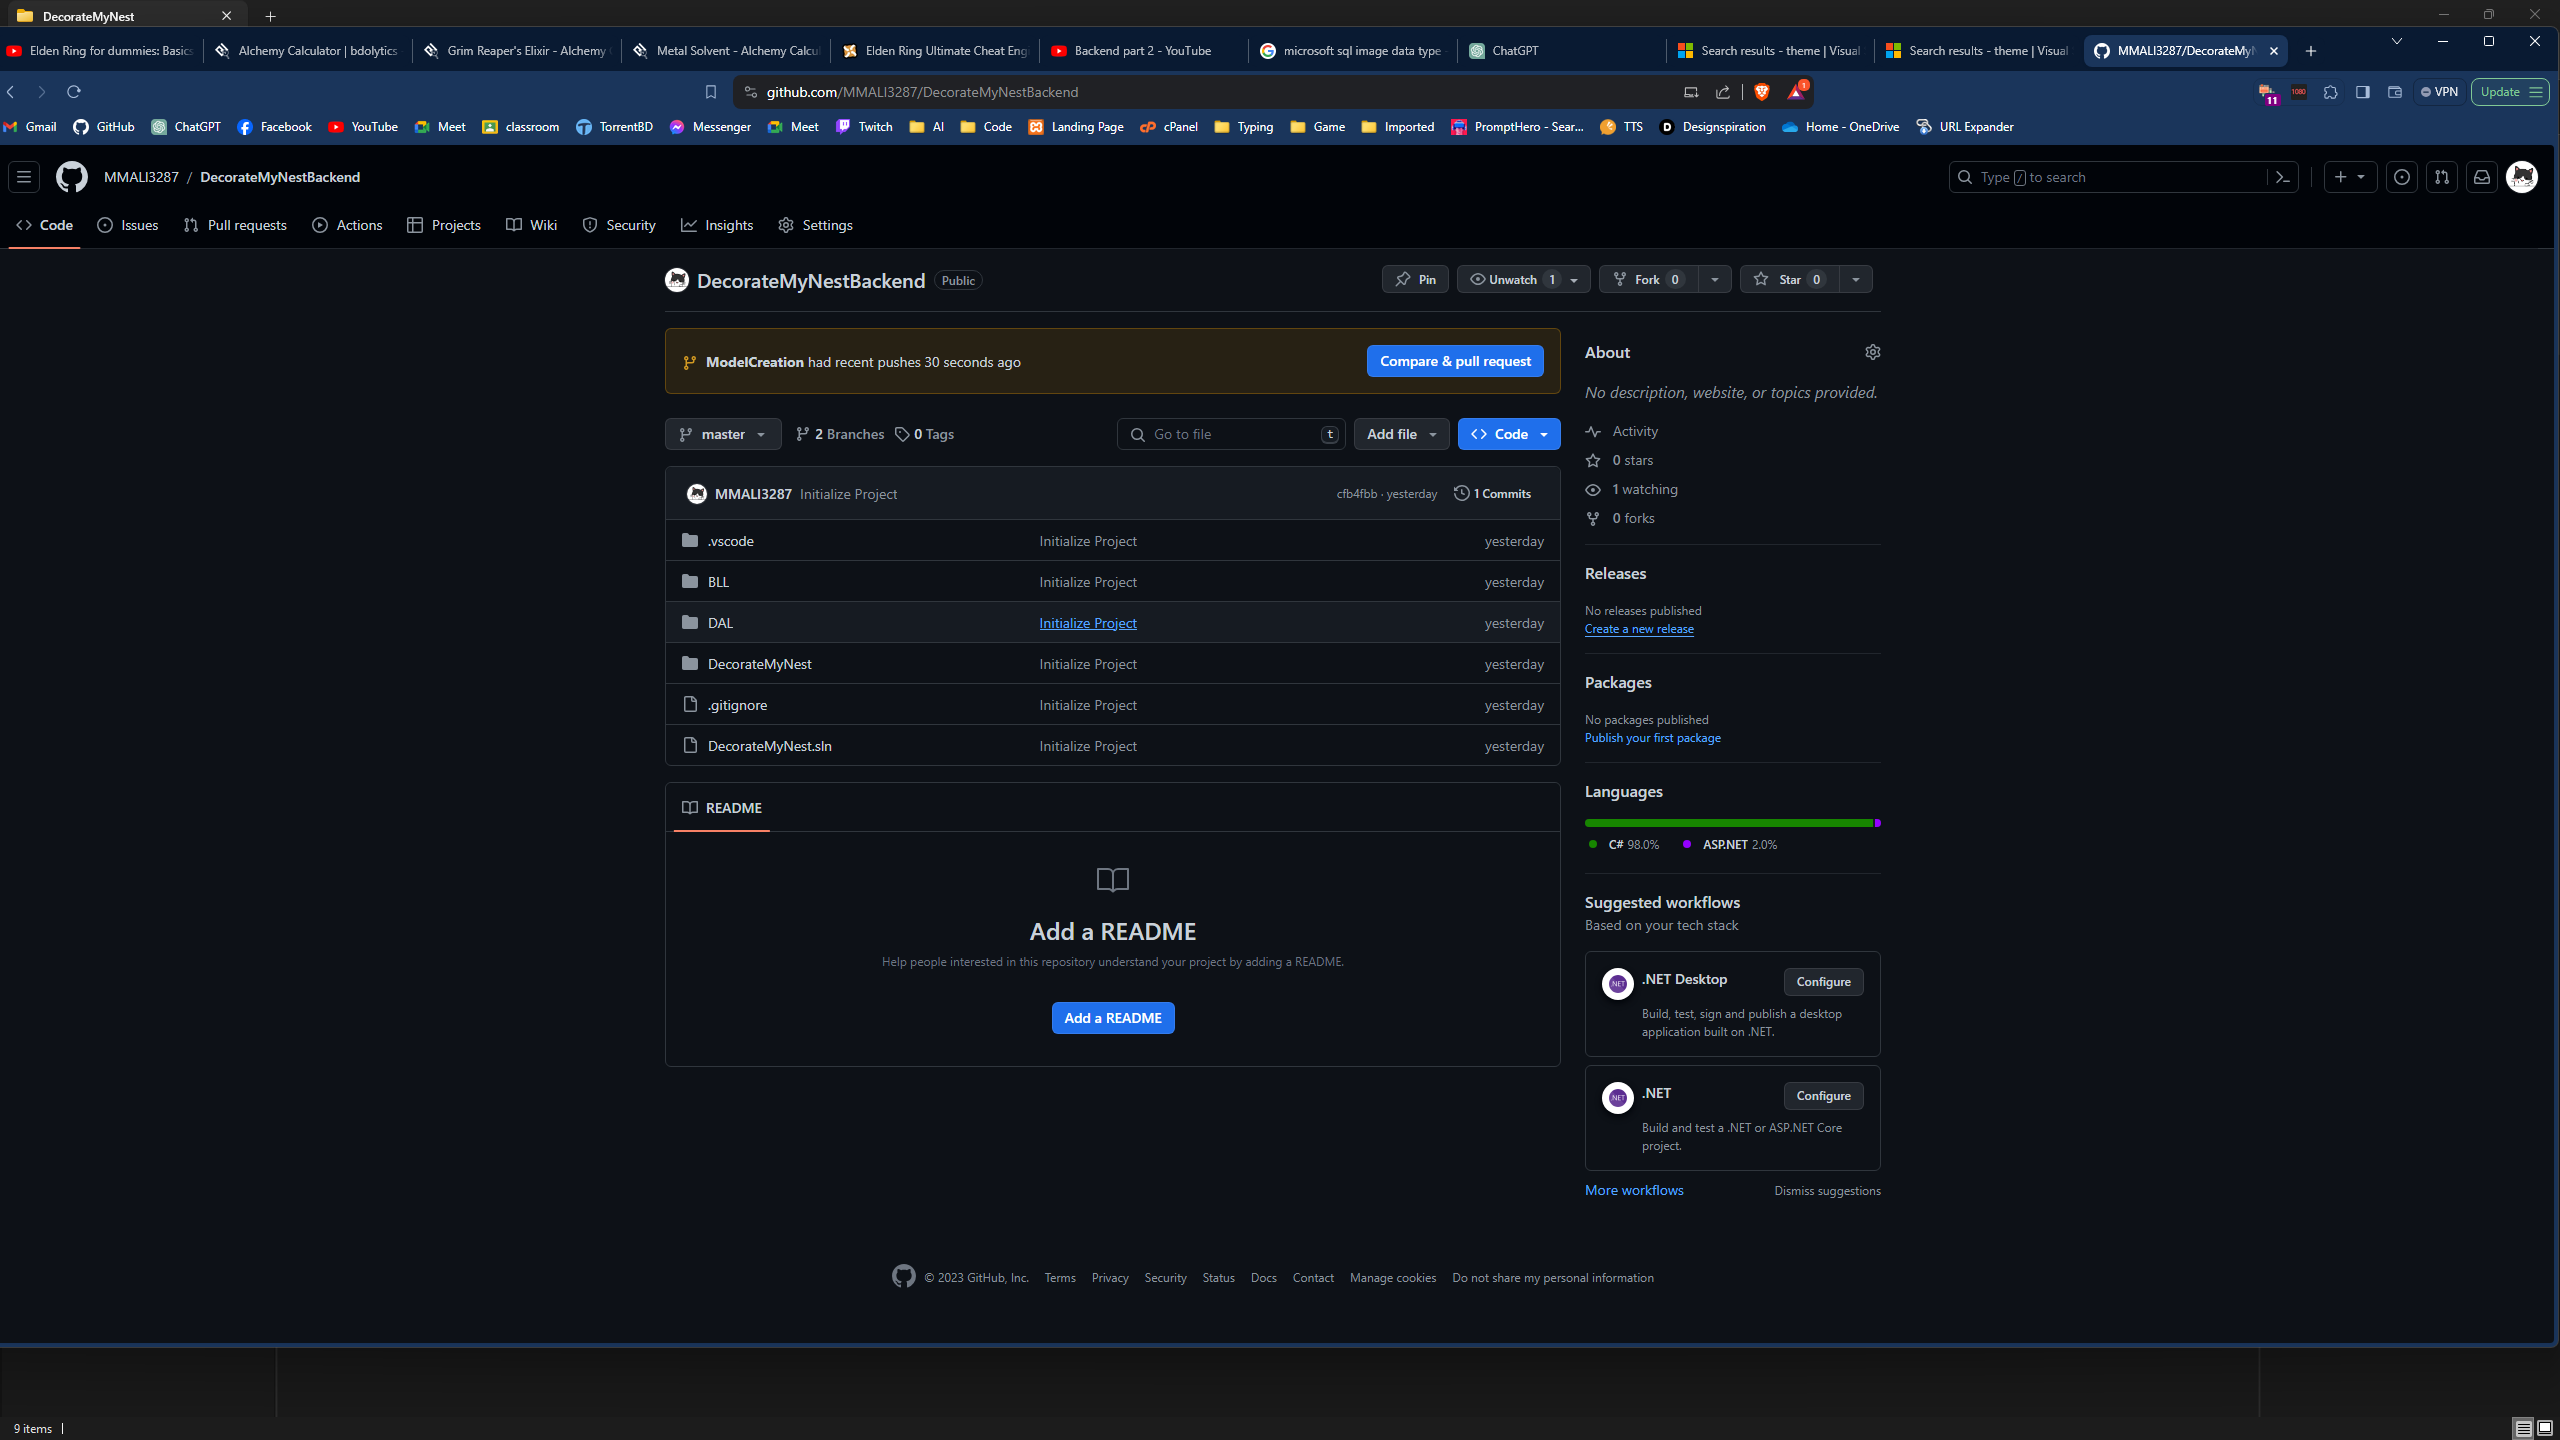 DecorateMyNest
Elden Ring for dummies: Basics
Alchemy Calculator | bdolytics
Grim Reaper's Elixir - Alchemy
Metal Solvent - Alchemy Calcul
Elden Ring Ultimate Cheat Engi
Backend part 2 - YouTube
microsoft sql image data type -
ChatGPT
Search results - theme | Visual
Search results - theme | Visual
MMALI3287/DecorateMyN
github.com/MMALI3287/DecorateMyNestBackend
1
11
1080
VPN
Update
Gmail
GitHub
ChatGPT
Facebook
YouTube
Meet
classroom
TorrentBD
Messenger
Meet
Twitch
AI
Code
Landing Page
cPanel
Typing
Game
Imported
PromptHero - Sear...
TTS
Designspiration
Home - OneDrive
URL Expander
MMALI3287 / DecorateMyNestBackend
Type / to search
Code
Issues
Pull requests
Actions
Projects
Wiki
Security
Insights
Settings
DecorateMyNestBackend Public
Pin
Unwatch 1
Fork 0
Star 0
ModelCreation had recent pushes 30 seconds ago
Compare & pull request
master
2 Branches
0 Tags
Go to file t
Add file
Code
MMALI3287 Initialize Project
cfb4fbb · yesterday
1 Commits
.vscode Initialize Project yesterday
BLL Initialize Project yesterday
DAL Initialize Project yesterday
DecorateMyNest Initialize Project yesterday
.gitignore Initialize Project yesterday
DecorateMyNest.sln Initialize Project yesterday
README
Add a README
Help people interested in this repository understand your project by adding a README.
Add a README
About
No description, website, or topics provided.
Activity
0 stars
1 watching
0 forks
Releases
No releases published
Create a new release
Packages
No packages published
Publish your first package
Languages
C# 98.0%
ASP.NET 2.0%
Suggested workflows
Based on your tech stack
.NET
.NET Desktop
Configure
Build, test, sign and publish a desktop
application built on .NET.
.NET
.NET
Configure
Build and test a .NET or ASP.NET Core
project.
More workflows
Dismiss suggestions
© 2023 GitHub, Inc.
Terms
Privacy
Security
Status
Docs
Contact
Manage cookies
Do not share my personal information
9 items